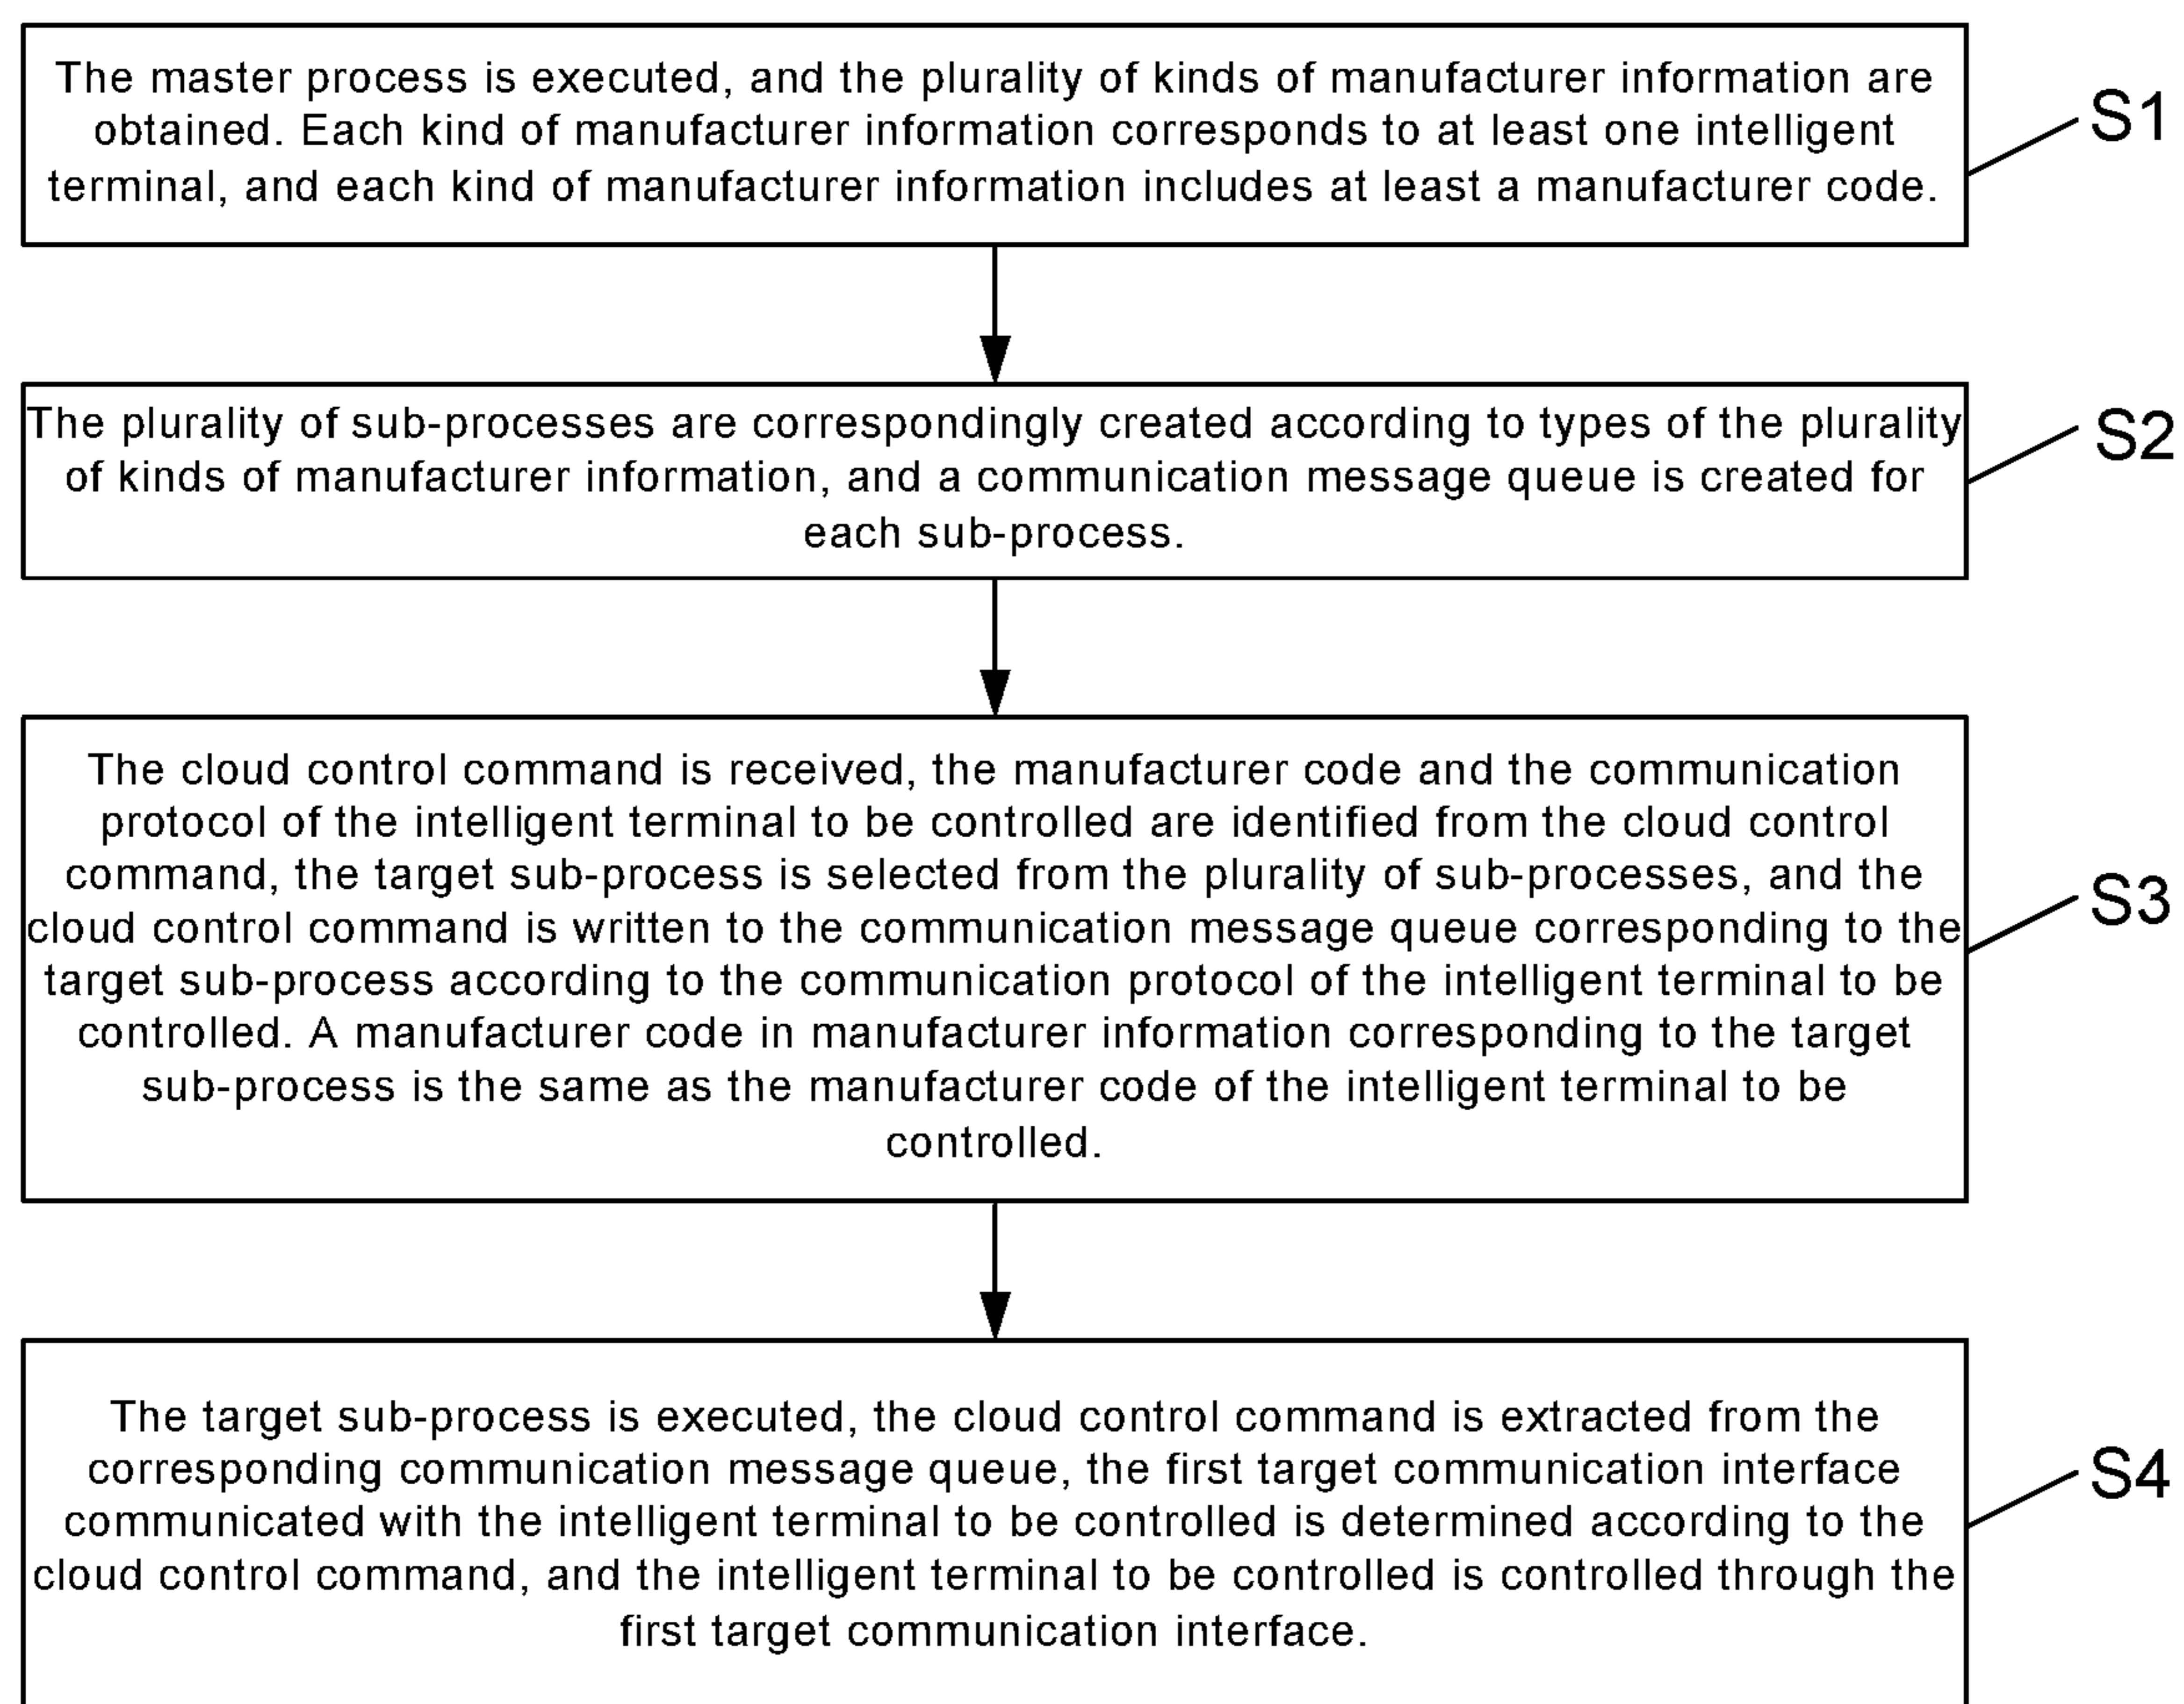 The master process is executed, and the plurality of kinds of manufacturer information are
obtained. Each kind of manufacturer information corresponds to at least one intelligent
terminal, and each kind of manufacturer information includes at least a manufacturer code.
S1
The plurality of sub-processes are correspondingly created according to types of the plurality
of kinds of manufacturer information, and a communication message queue is created for
each sub-process.
S2
The cloud control command is received, the manufacturer code and the communication
protocol of the intelligent terminal to be controlled are identified from the cloud control
command, the target sub-process is selected from the plurality of sub-processes, and the
cloud control command is written to the communication message queue corresponding to the
target sub-process according to the communication protocol of the intelligent terminal to be
controlled. A manufacturer code in manufacturer information corresponding to the target
sub-process is the same as the manufacturer code of the intelligent terminal to be
controlled.
S3
The target sub-process is executed, the cloud control command is extracted from the
corresponding communication message queue, the first target communication interface
communicated with the intelligent terminal to be controlled is determined according to the
cloud control command, and the intelligent terminal to be controlled is controlled through the
first target communication interface.
S4